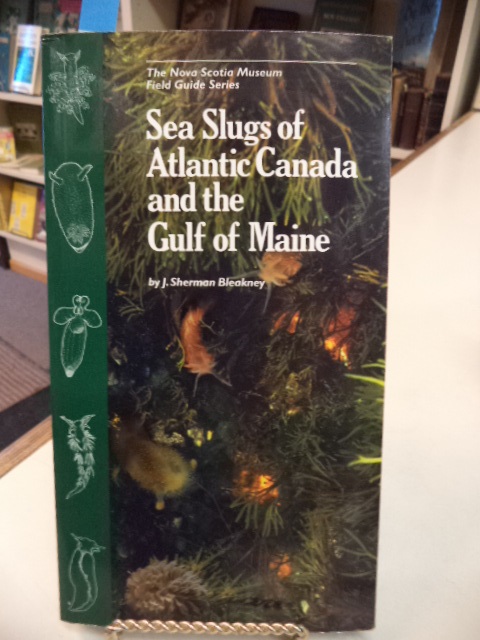 The Nova Scotia Museum
Field Guide Series
Sea Slugs of
Atlantic Canada
and the
Gulf of Maine
by J. Sherman Bleakney